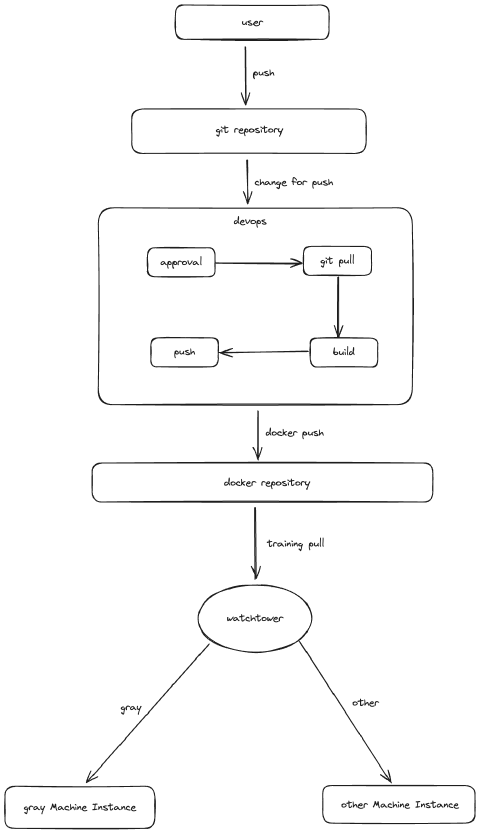 user
push
git repository
change for push
devops
approval
git pull
push
build
docker push
docker repository
training pull
watchtower
gray
other
gray Machine Instance
other Machine Instance